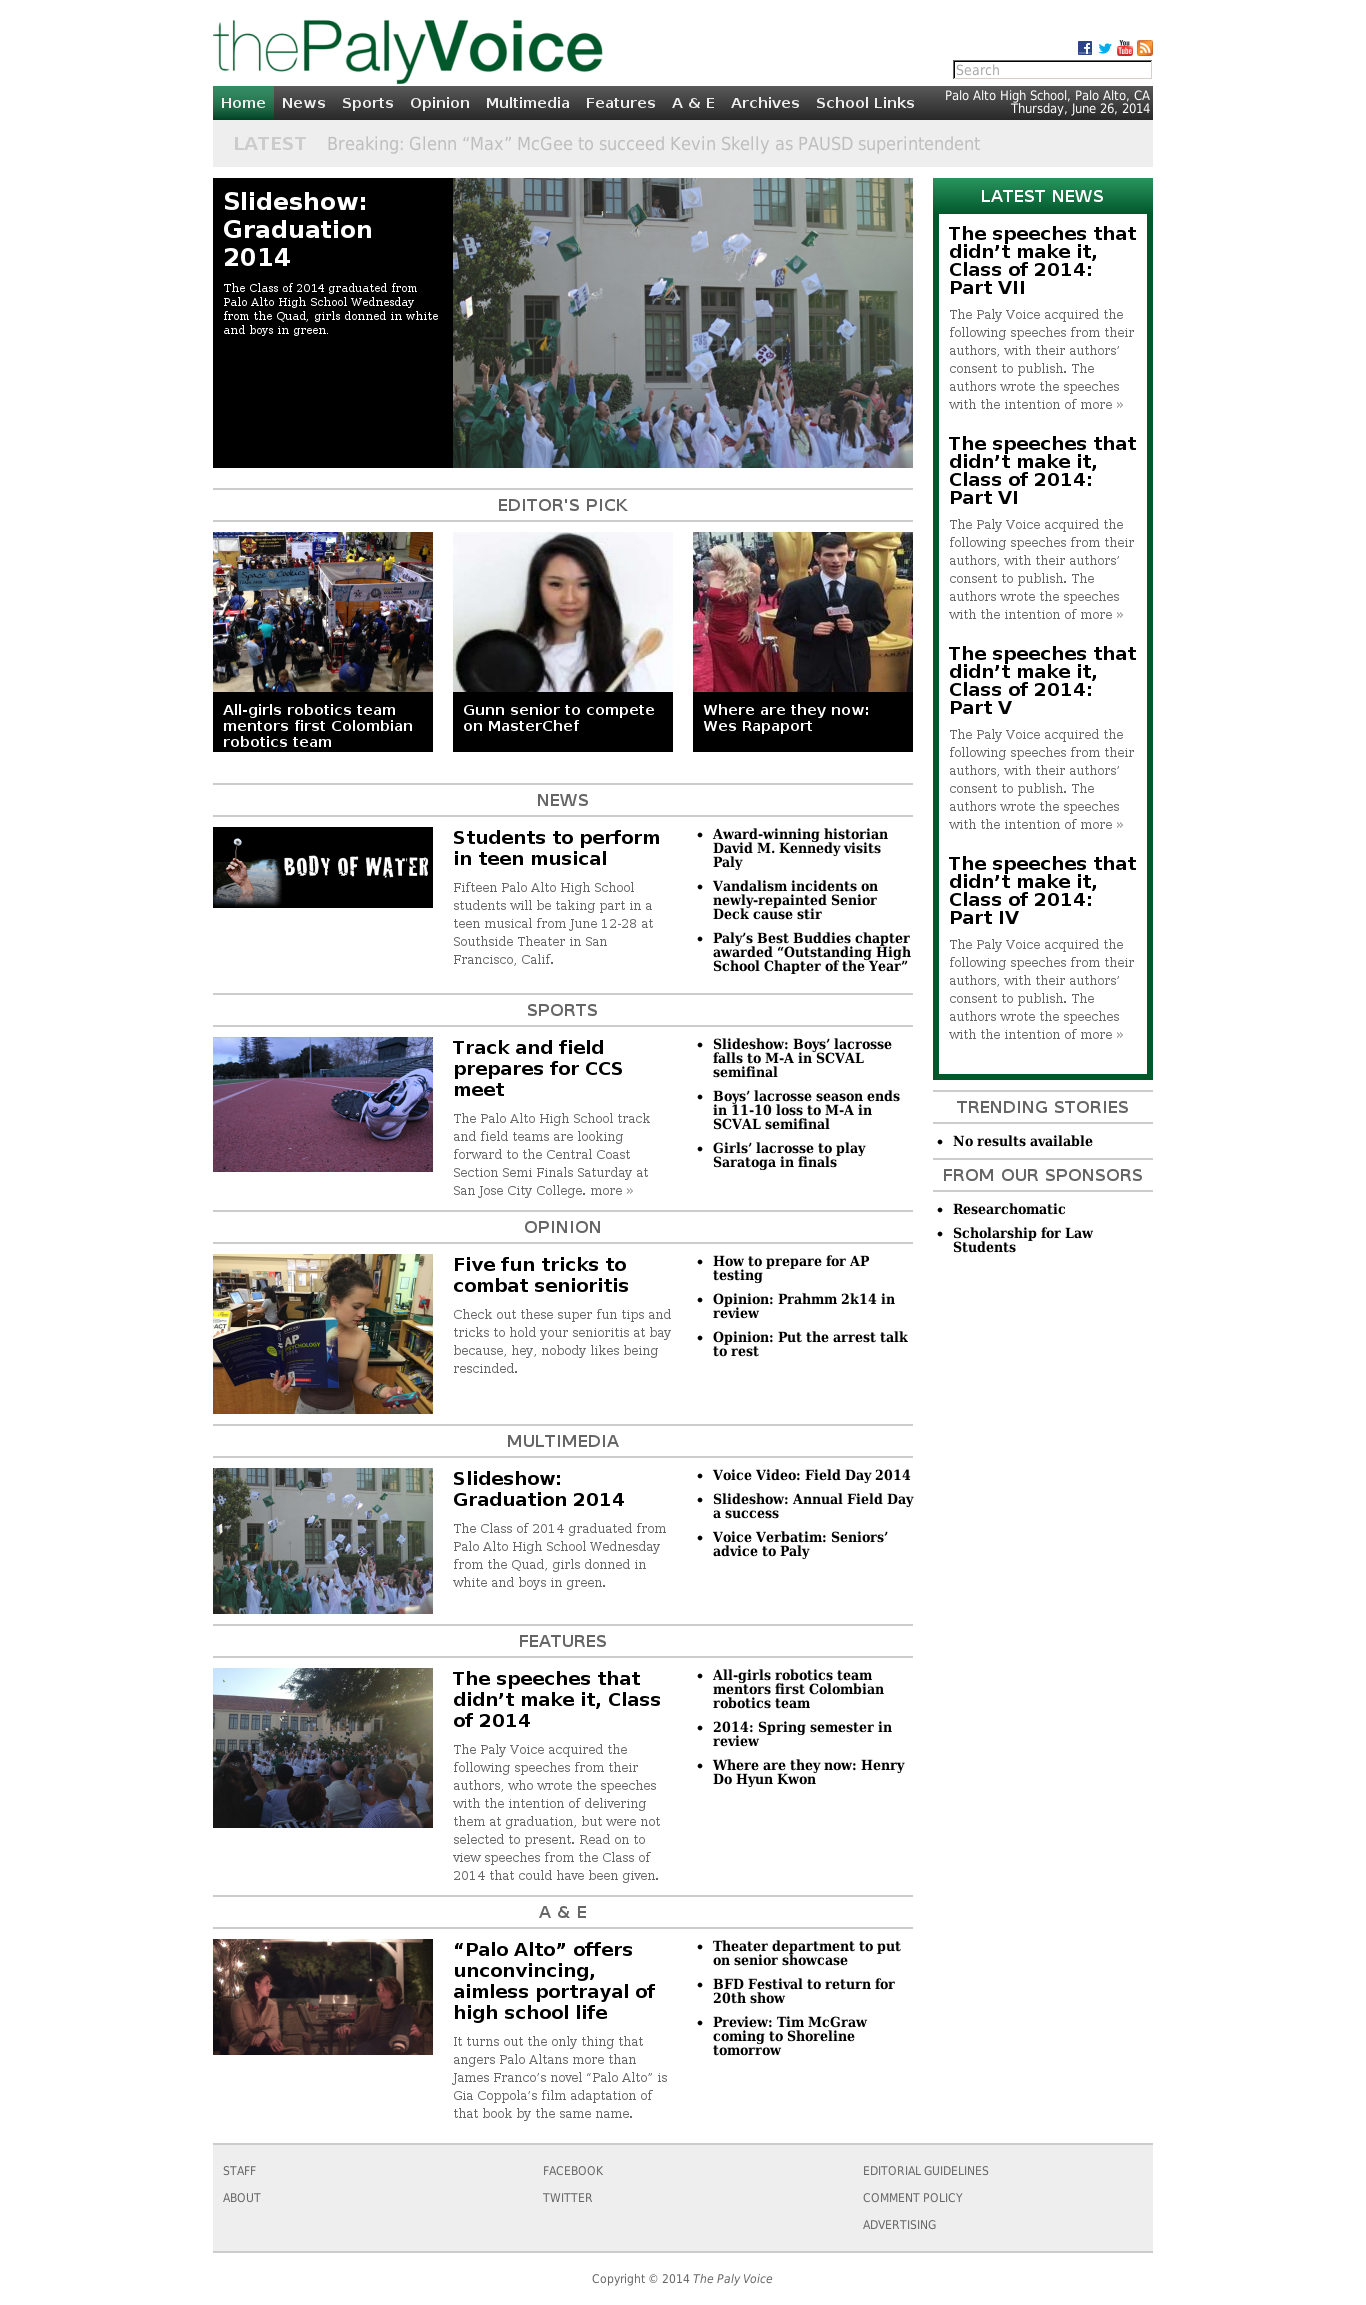 thePalyVoice
Search
Home News Sports Opinion Multimedia Features A & E Archives School Links
Palo Alto High School, Palo Alto, CA
Thursday, June 26, 2014
LATEST Breaking: Glenn “Max” McGee to succeed Kevin Skelly as PAUSD superintendent
Slideshow:
Graduation
2014
The Class of 2014 graduated from
Palo Alto High School Wednesday
from the Quad, girls donned in white
and boys in green.
EDITOR'S PICK
All-girls robotics team
mentors first Colombian
robotics team
Gunn senior to compete
on MasterChef
Where are they now:
Wes Rapaport
NEWS
BODY OF WATER
Students to perform
in teen musical
Fifteen Palo Alto High School
students will be taking part in a
teen musical from June 12-28 at
Southside Theater in San
Francisco, Calif.
• Award-winning historian
David M. Kennedy visits
Paly
• Vandalism incidents on
newly-repainted Senior
Deck cause stir
• Paly’s Best Buddies chapter
awarded “Outstanding High
School Chapter of the Year”
SPORTS
Track and field
prepares for CCS
meet
The Palo Alto High School track
and field teams are looking
forward to the Central Coast
Section Semi Finals Saturday at
San Jose City College. more »
• Slideshow: Boys’ lacrosse
falls to M-A in SCVAL
semifinal
• Boys’ lacrosse season ends
in 11-10 loss to M-A in
SCVAL semifinal
• Girls’ lacrosse to play
Saratoga in finals
OPINION
AP
PSYCHOLOGY
Five fun tricks to
combat senioritis
Check out these super fun tips and
tricks to hold your senioritis at bay
because, hey, nobody likes being
rescinded.
• How to prepare for AP
testing
• Opinion: Prahmm 2k14 in
review
• Opinion: Put the arrest talk
to rest
MULTIMEDIA
Slideshow:
Graduation 2014
The Class of 2014 graduated from
Palo Alto High School Wednesday
from the Quad, girls donned in
white and boys in green.
• Voice Video: Field Day 2014
• Slideshow: Annual Field Day
a success
• Voice Verbatim: Seniors’
advice to Paly
FEATURES
The speeches that
didn’t make it, Class
of 2014
The Paly Voice acquired the
following speeches from their
authors, who wrote the speeches
with the intention of delivering
them at graduation, but were not
selected to present. Read on to
view speeches from the Class of
2014 that could have been given.
• All-girls robotics team
mentors first Colombian
robotics team
• 2014: Spring semester in
review
• Where are they now: Henry
Do Hyun Kwon
A & E
“Palo Alto” offers
unconvincing,
aimless portrayal of
high school life
It turns out the only thing that
angers Palo Altans more than
James Franco’s novel “Palo Alto” is
Gia Coppola’s film adaptation of
that book by the same name.
• Theater department to put
on senior showcase
• BFD Festival to return for
20th show
• Preview: Tim McGraw
coming to Shoreline
tomorrow
LATEST NEWS
The speeches that
didn’t make it,
Class of 2014:
Part VII
The Paly Voice acquired the
following speeches from their
authors, with their authors’
consent to publish. The
authors wrote the speeches
with the intention of more »
The speeches that
didn’t make it,
Class of 2014:
Part VI
The Paly Voice acquired the
following speeches from their
authors, with their authors’
consent to publish. The
authors wrote the speeches
with the intention of more »
The speeches that
didn’t make it,
Class of 2014:
Part V
The Paly Voice acquired the
following speeches from their
authors, with their authors’
consent to publish. The
authors wrote the speeches
with the intention of more »
The speeches that
didn’t make it,
Class of 2014:
Part IV
The Paly Voice acquired the
following speeches from their
authors, with their authors’
consent to publish. The
authors wrote the speeches
with the intention of more »
TRENDING STORIES
• No results available
FROM OUR SPONSORS
• Researchomatic
• Scholarship for Law
Students
STAFF
ABOUT
FACEBOOK
TWITTER
EDITORIAL GUIDELINES
COMMENT POLICY
ADVERTISING
Copyright © 2014 The Paly Voice